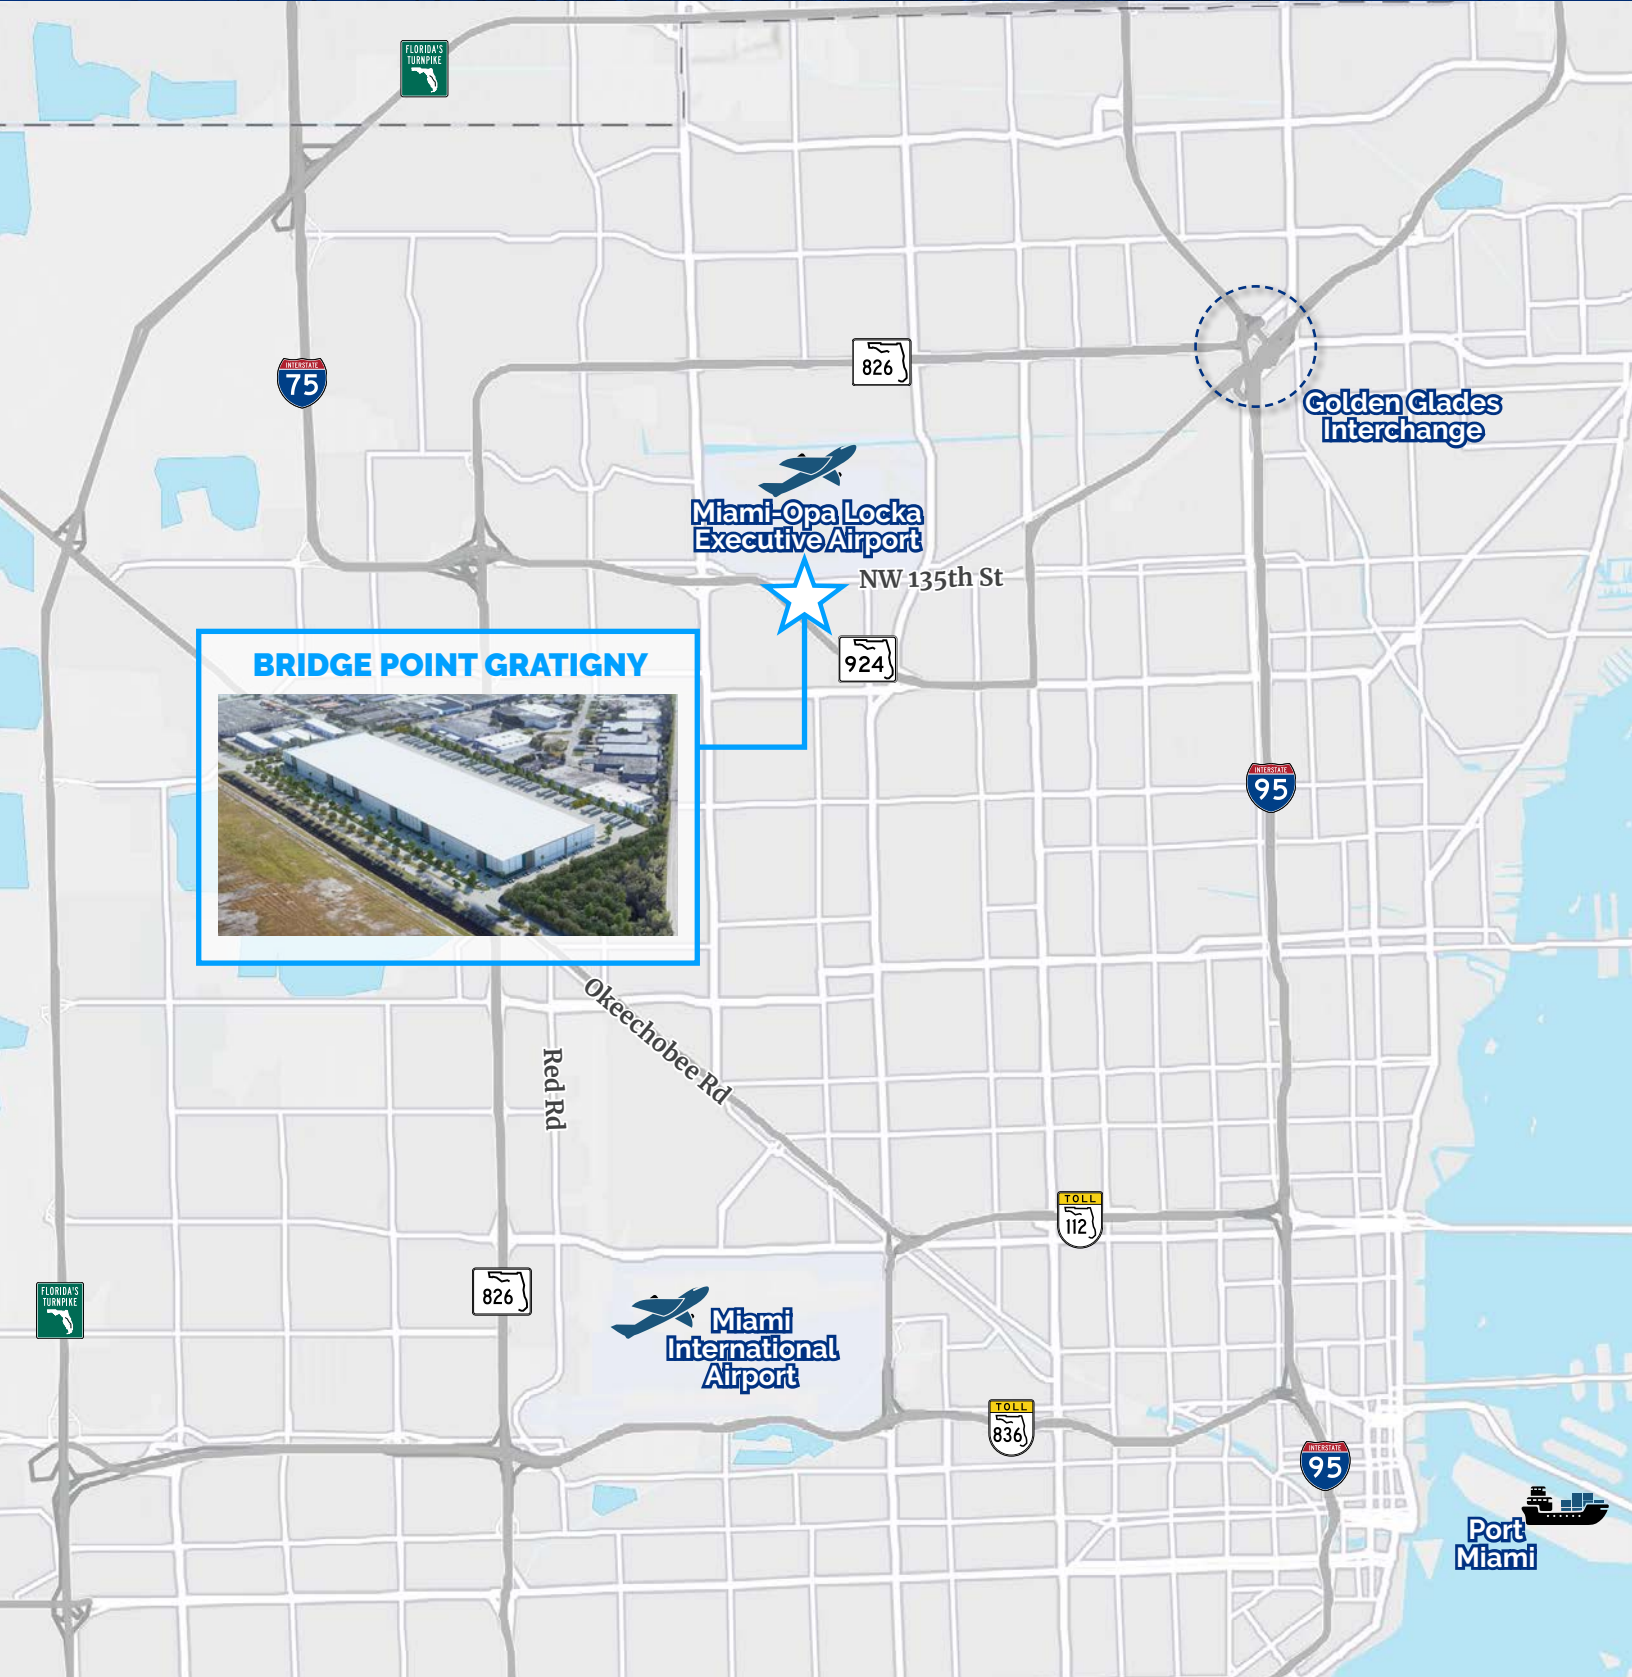 FLORIDA'S
TURNPIKE
INTERSTATE
75
826
Golden Glades
Interchange
Miami-Opa Locka
Executive Airport
NW 135th St
924
BRIDGE POINT GRATIGNY
INTERSTATE
95
Okeechobee Rd
Red Rd
TOLL
112
FLORIDA'S
TURNPIKE
826
Miami
International
Airport
TOLL
836
INTERSTATE
95
Port
Miami